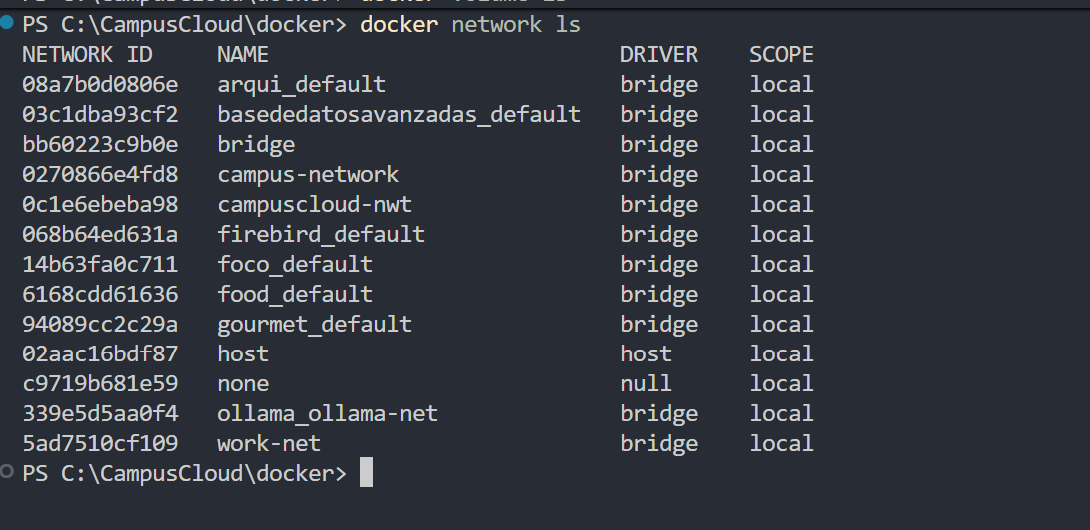 PS C:\CampusCloud\docker> docker network ls
NETWORK ID     NAME                           DRIVER    SCOPE
08a7b0d0806e   arqui_default                  bridge    local
03c1dba93cf2   basededatosavanzadas_default   bridge    local
bb60223c9b0e   bridge                         bridge    local
0270866e4fd8   campus-network                 bridge    local
0c1e6ebeba98   campuscloud-nwt                bridge    local
068b64ed631a   firebird_default               bridge    local
14b63fa0c711   foco_default                   bridge    local
6168cdd61636   food_default                   bridge    local
94089cc2c29a   gourmet_default                bridge    local
02aac16bdf87   host                           host      local
c9719b681e59   none                           null      local
339e5d5aa0f4   ollama_ollama-net              bridge    local
5ad7510cf109   work-net                       bridge    local
PS C:\CampusCloud\docker>